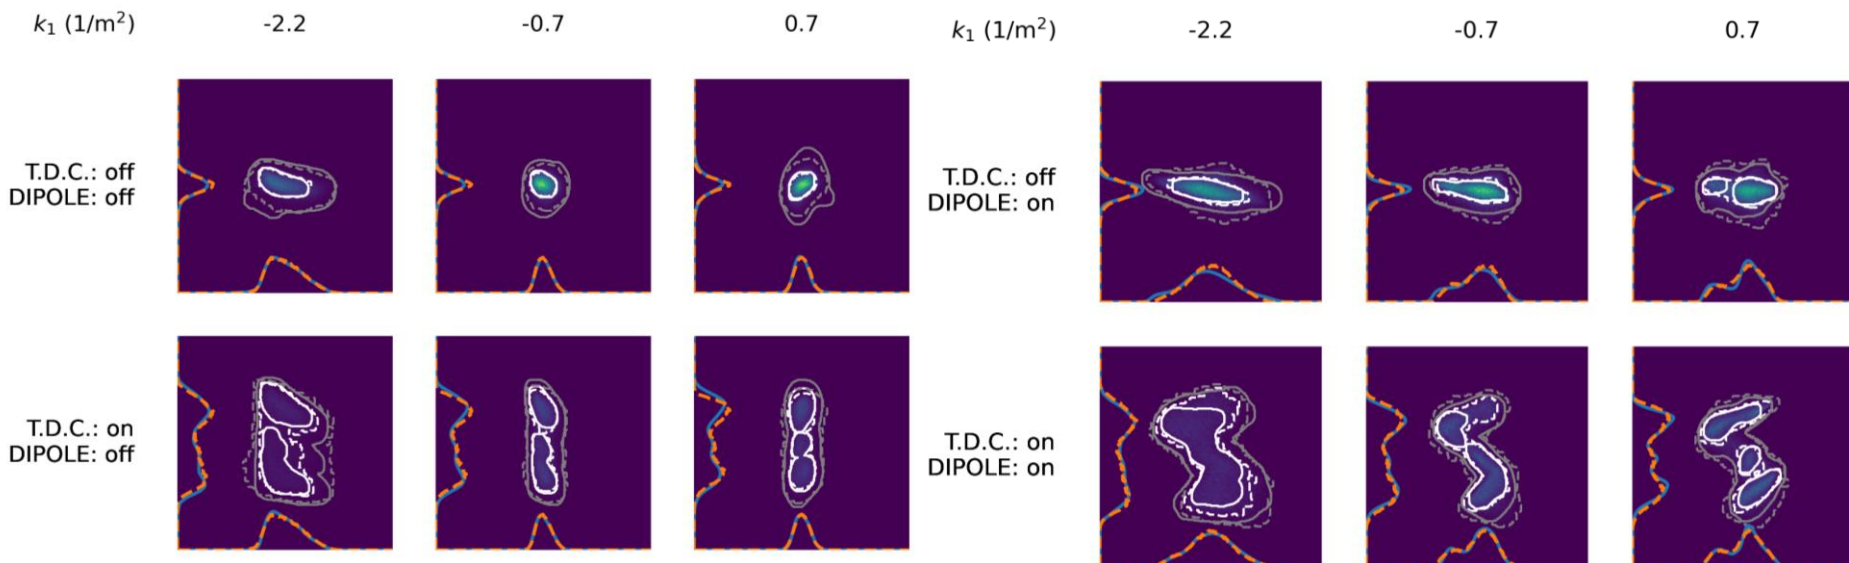 k₁ (1/m²) -2.2 -0.7 0.7
T.D.C.: off
DIPOLE: off
T.D.C.: on
DIPOLE: off
k₁ (1/m²) -2.2 -0.7 0.7
T.D.C.: off
DIPOLE: on
T.D.C.: on
DIPOLE: on